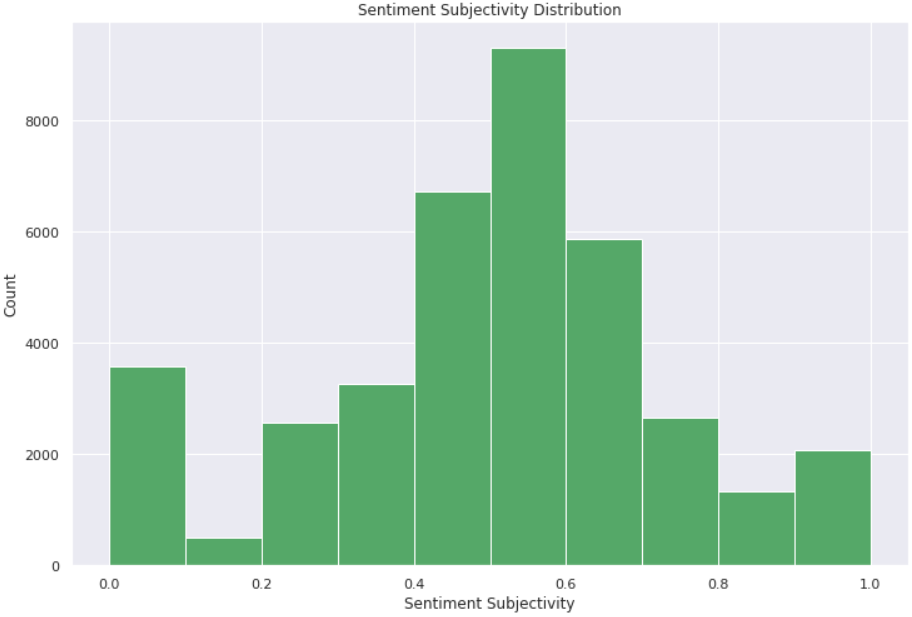 Sentiment Subjectivity Distribution
8000
6000
4000
2000
0
Count
0.0 0.2 0.4 0.6 0.8 1.0
Sentiment Subjectivity